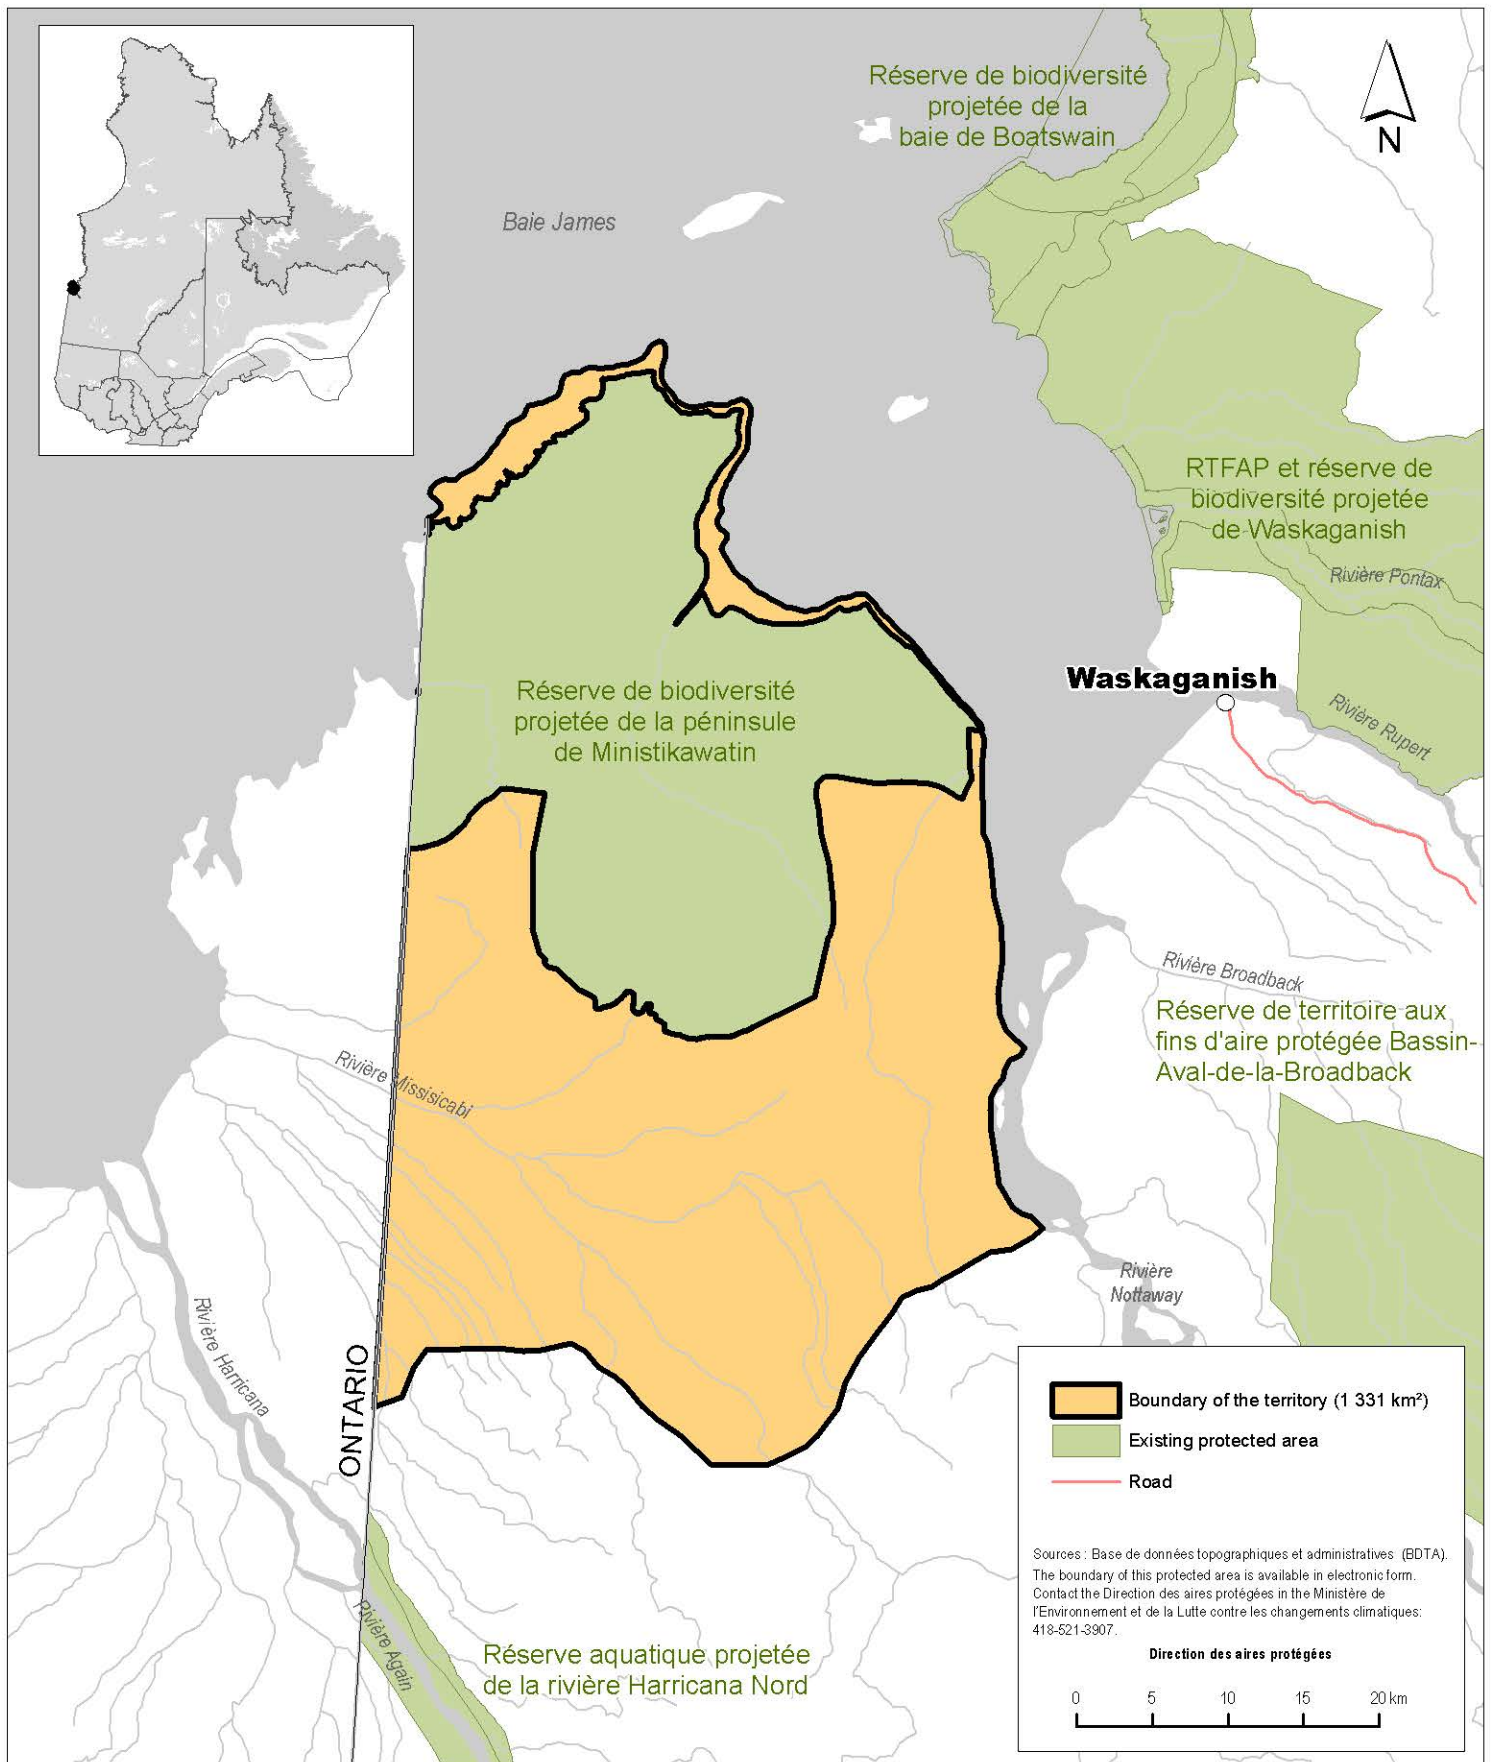 Réserve de biodiversité
projetée de la
baie de Boatswain
N
Baie James
RTFAP et réserve de
biodiversité projetée
de Waskaganish
Rivière Pontax
Waskaganish
Réserve de biodiversité
projetée de la péninsule
de Ministikawatin
Rivière Rupert
Rivière Broadback
Réserve de territoire aux
fins d'aire protégée Bassin-
Aval-de-la-Broadback
Rivière Missisicabi
Rivière
Nottaway
Rivière Harricana
ONTARIO
Rivière Again
Réserve aquatique projetée
de la rivière Harricana Nord
Boundary of the territory (1 331 km²)
Existing protected area
Road
Sources : Base de données topographiques et administratives (BDTA).
The boundary of this protected area is available in electronic form.
Contact the Direction des aires protégées in the Ministère de
l'Environnement et de la Lutte contre les changements climatiques:
418-521-3907.
Direction des aires protégées
0 5 10 15 20 km